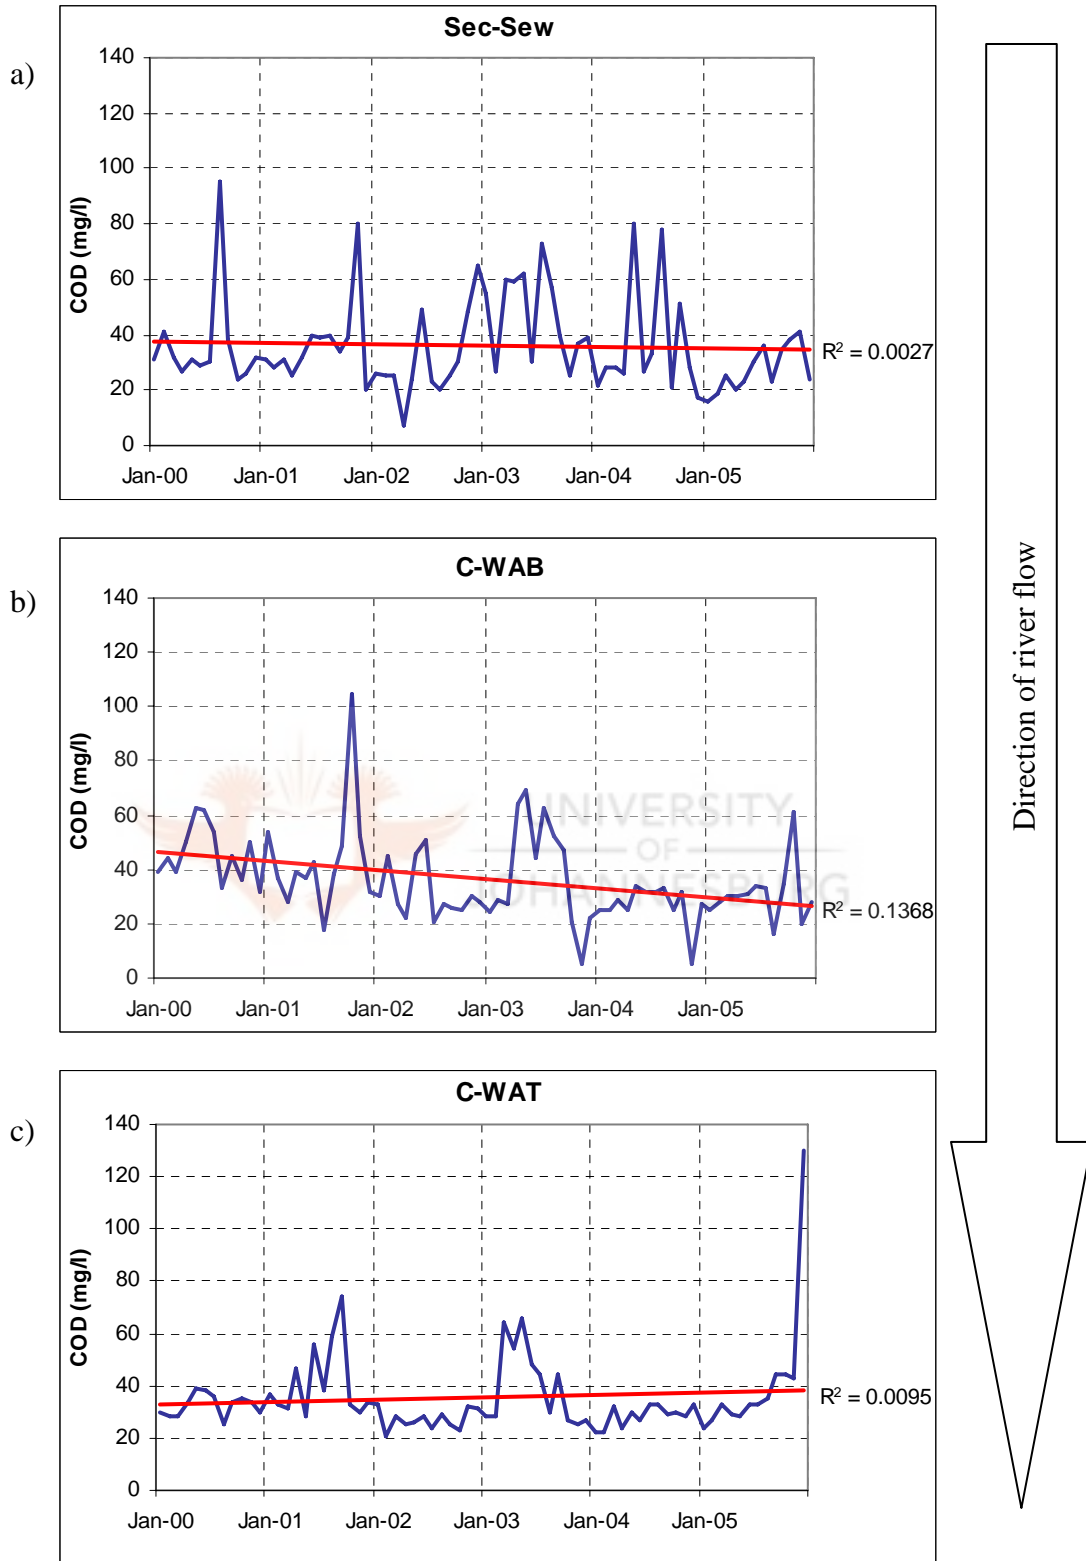 a)
Sec-Sew
COD (mg/l)
140
120
100
80
60
40
20
0
Jan-00 Jan-01 Jan-02 Jan-03 Jan-04 Jan-05
R² = 0.0027
b)
C-WAB
COD (mg/l)
140
120
100
80
60
40
20
0
Jan-00 Jan-01 Jan-02 Jan-03 Jan-04 Jan-05
R² = 0.1368
UNIVERSITY
OF
JOHANNESBURG
c)
C-WAT
COD (mg/l)
140
120
100
80
60
40
20
0
Jan-00 Jan-01 Jan-02 Jan-03 Jan-04 Jan-05
R² = 0.0095
Direction of river flow